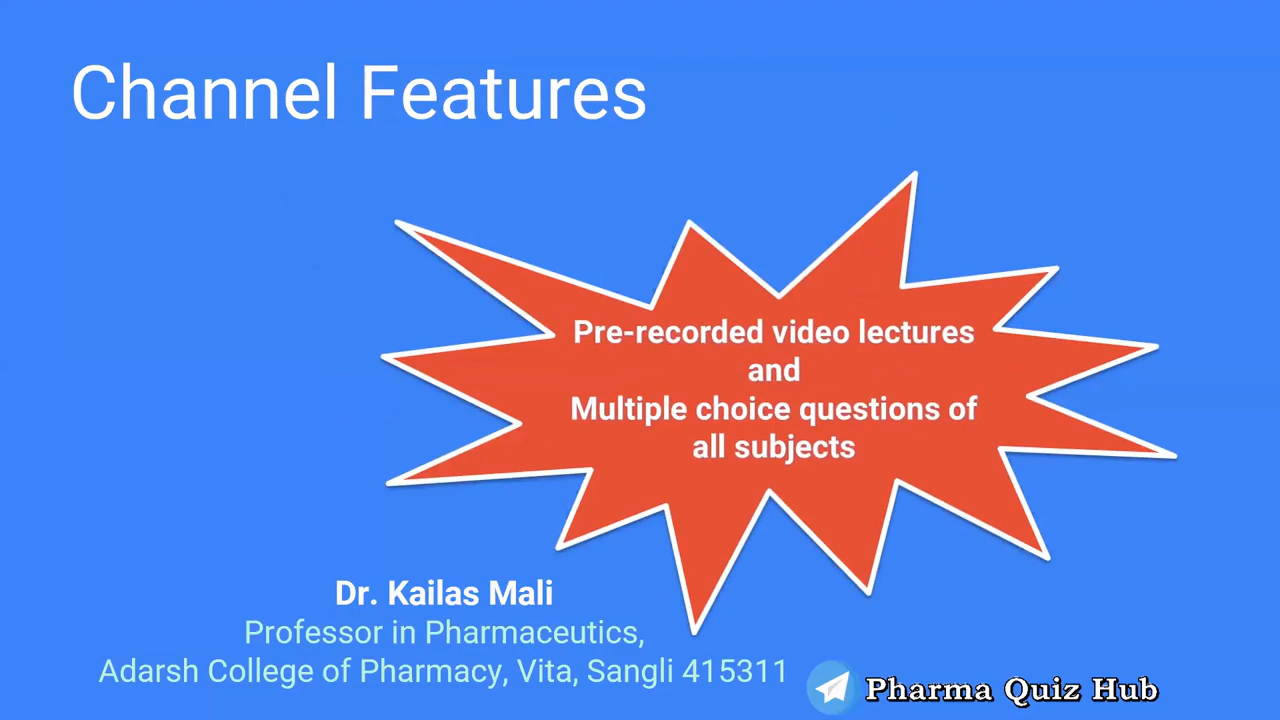 Channel Features
Pre-recorded video lectures
and
Multiple choice questions of
all subjects
Dr. Kailas Mali
Professor in Pharmaceutics,
Adarsh College of Pharmacy, Vita, Sangli 415311
Pharma Quiz Hub